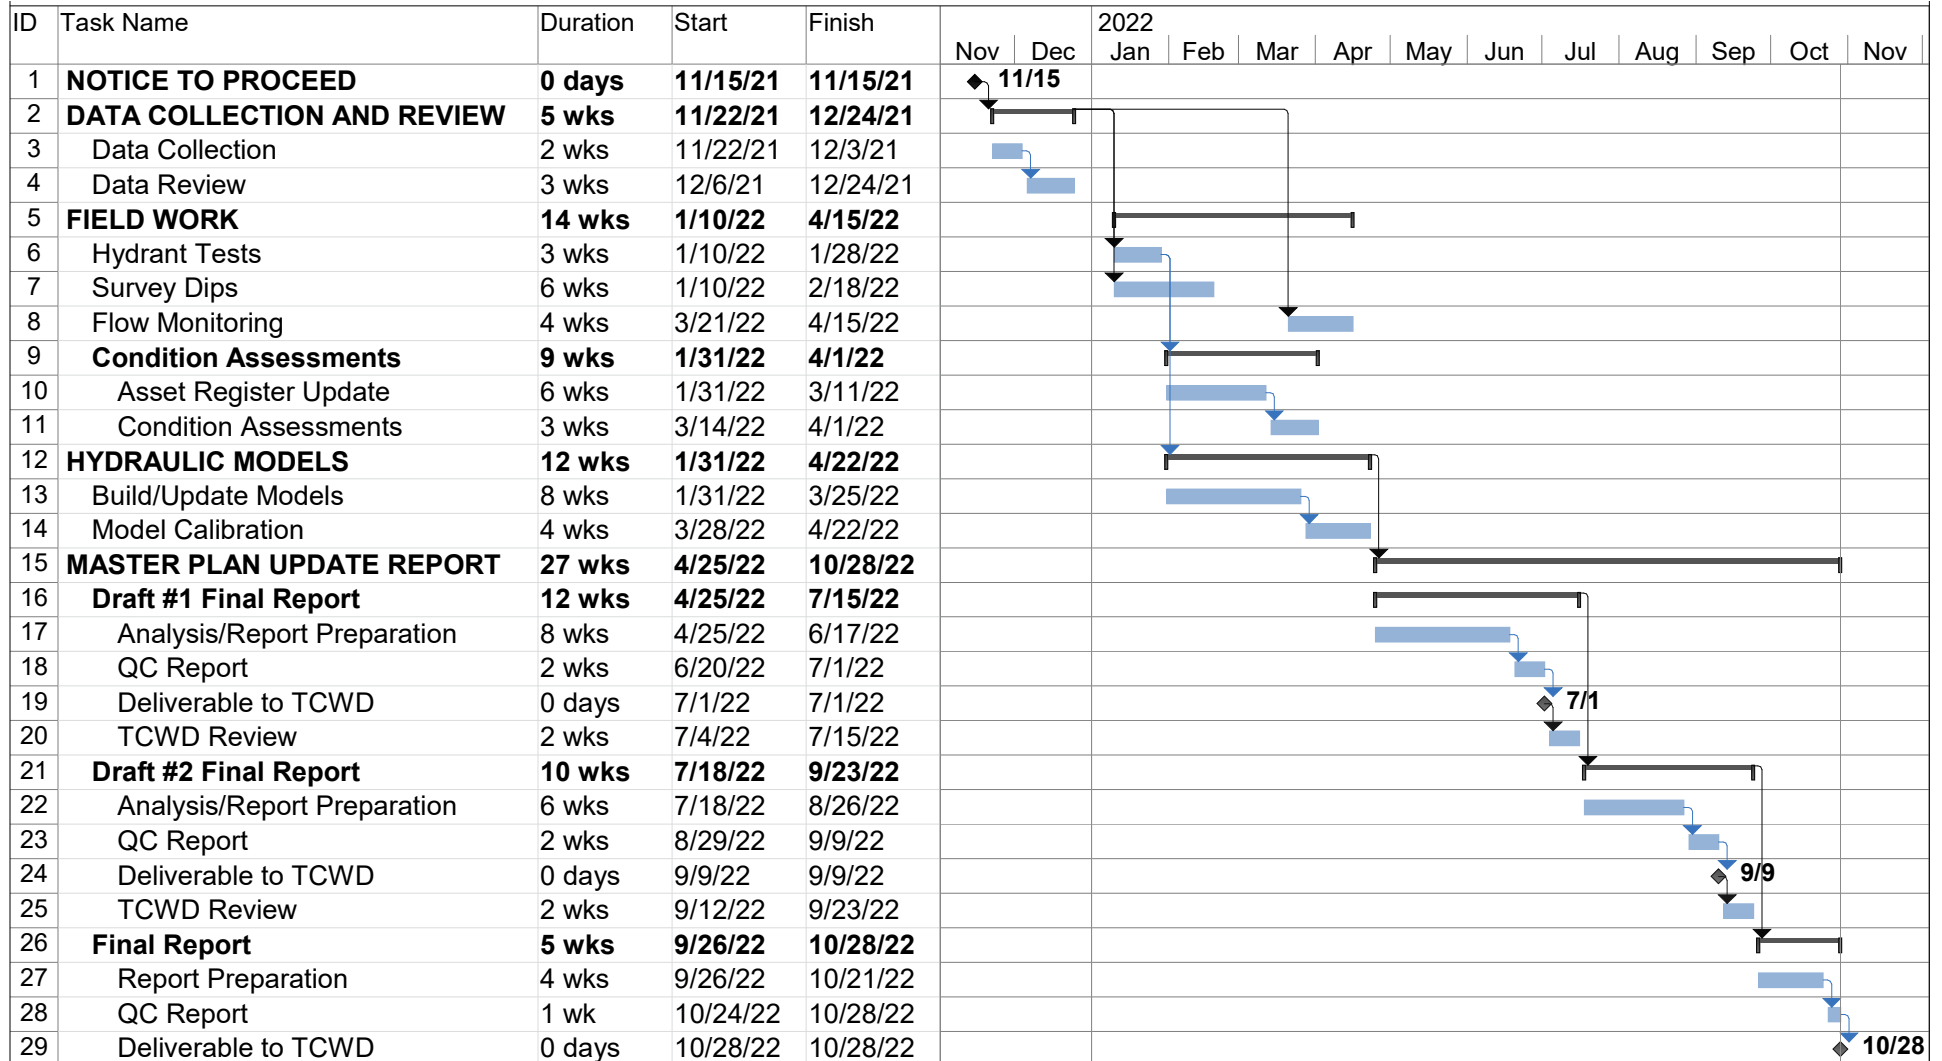 ID Task Name Duration Start Finish 2022
Nov Dec Jan Feb Mar Apr May Jun Jul Aug Sep Oct Nov
1 NOTICE TO PROCEED 0 days 11/15/21 11/15/21 11/15
2 DATA COLLECTION AND REVIEW 5 wks 11/22/21 12/24/21
3 Data Collection 2 wks 11/22/21 12/3/21
4 Data Review 3 wks 12/6/21 12/24/21
5 FIELD WORK 14 wks 1/10/22 4/15/22
6 Hydrant Tests 3 wks 1/10/22 1/28/22
7 Survey Dips 6 wks 1/10/22 2/18/22
8 Flow Monitoring 4 wks 3/21/22 4/15/22
9 Condition Assessments 9 wks 1/31/22 4/1/22
10 Asset Register Update 6 wks 1/31/22 3/11/22
11 Condition Assessments 3 wks 3/14/22 4/1/22
12 HYDRAULIC MODELS 12 wks 1/31/22 4/22/22
13 Build/Update Models 8 wks 1/31/22 3/25/22
14 Model Calibration 4 wks 3/28/22 4/22/22
15 MASTER PLAN UPDATE REPORT 27 wks 4/25/22 10/28/22
16 Draft #1 Final Report 12 wks 4/25/22 7/15/22
17 Analysis/Report Preparation 8 wks 4/25/22 6/17/22
18 QC Report 2 wks 6/20/22 7/1/22
19 Deliverable to TCWD 0 days 7/1/22 7/1/22 7/1
20 TCWD Review 2 wks 7/4/22 7/15/22
21 Draft #2 Final Report 10 wks 7/18/22 9/23/22
22 Analysis/Report Preparation 6 wks 7/18/22 8/26/22
23 QC Report 2 wks 8/29/22 9/9/22
24 Deliverable to TCWD 0 days 9/9/22 9/9/22 9/9
25 TCWD Review 2 wks 9/12/22 9/23/22
26 Final Report 5 wks 9/26/22 10/28/22
27 Report Preparation 4 wks 9/26/22 10/21/22
28 QC Report 1 wk 10/24/22 10/28/22
29 Deliverable to TCWD 0 days 10/28/22 10/28/22 10/28